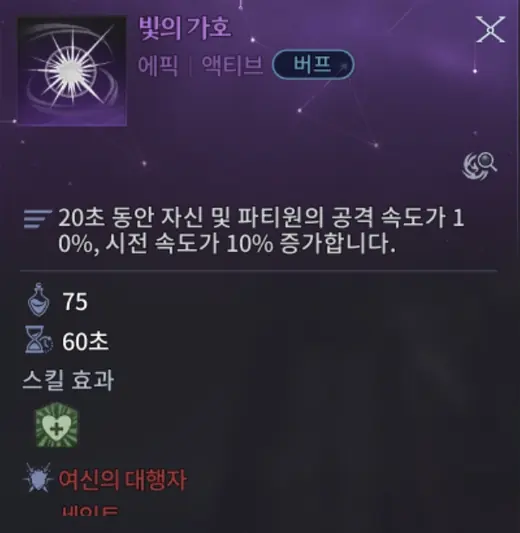 빛의 가호
에픽 | 액티브 버프
20초 동안 자신 및 파티원의 공격 속도가 1
0%, 시전 속도가 10% 증가합니다.
75
60초
스킬 효과
여신의 대행자